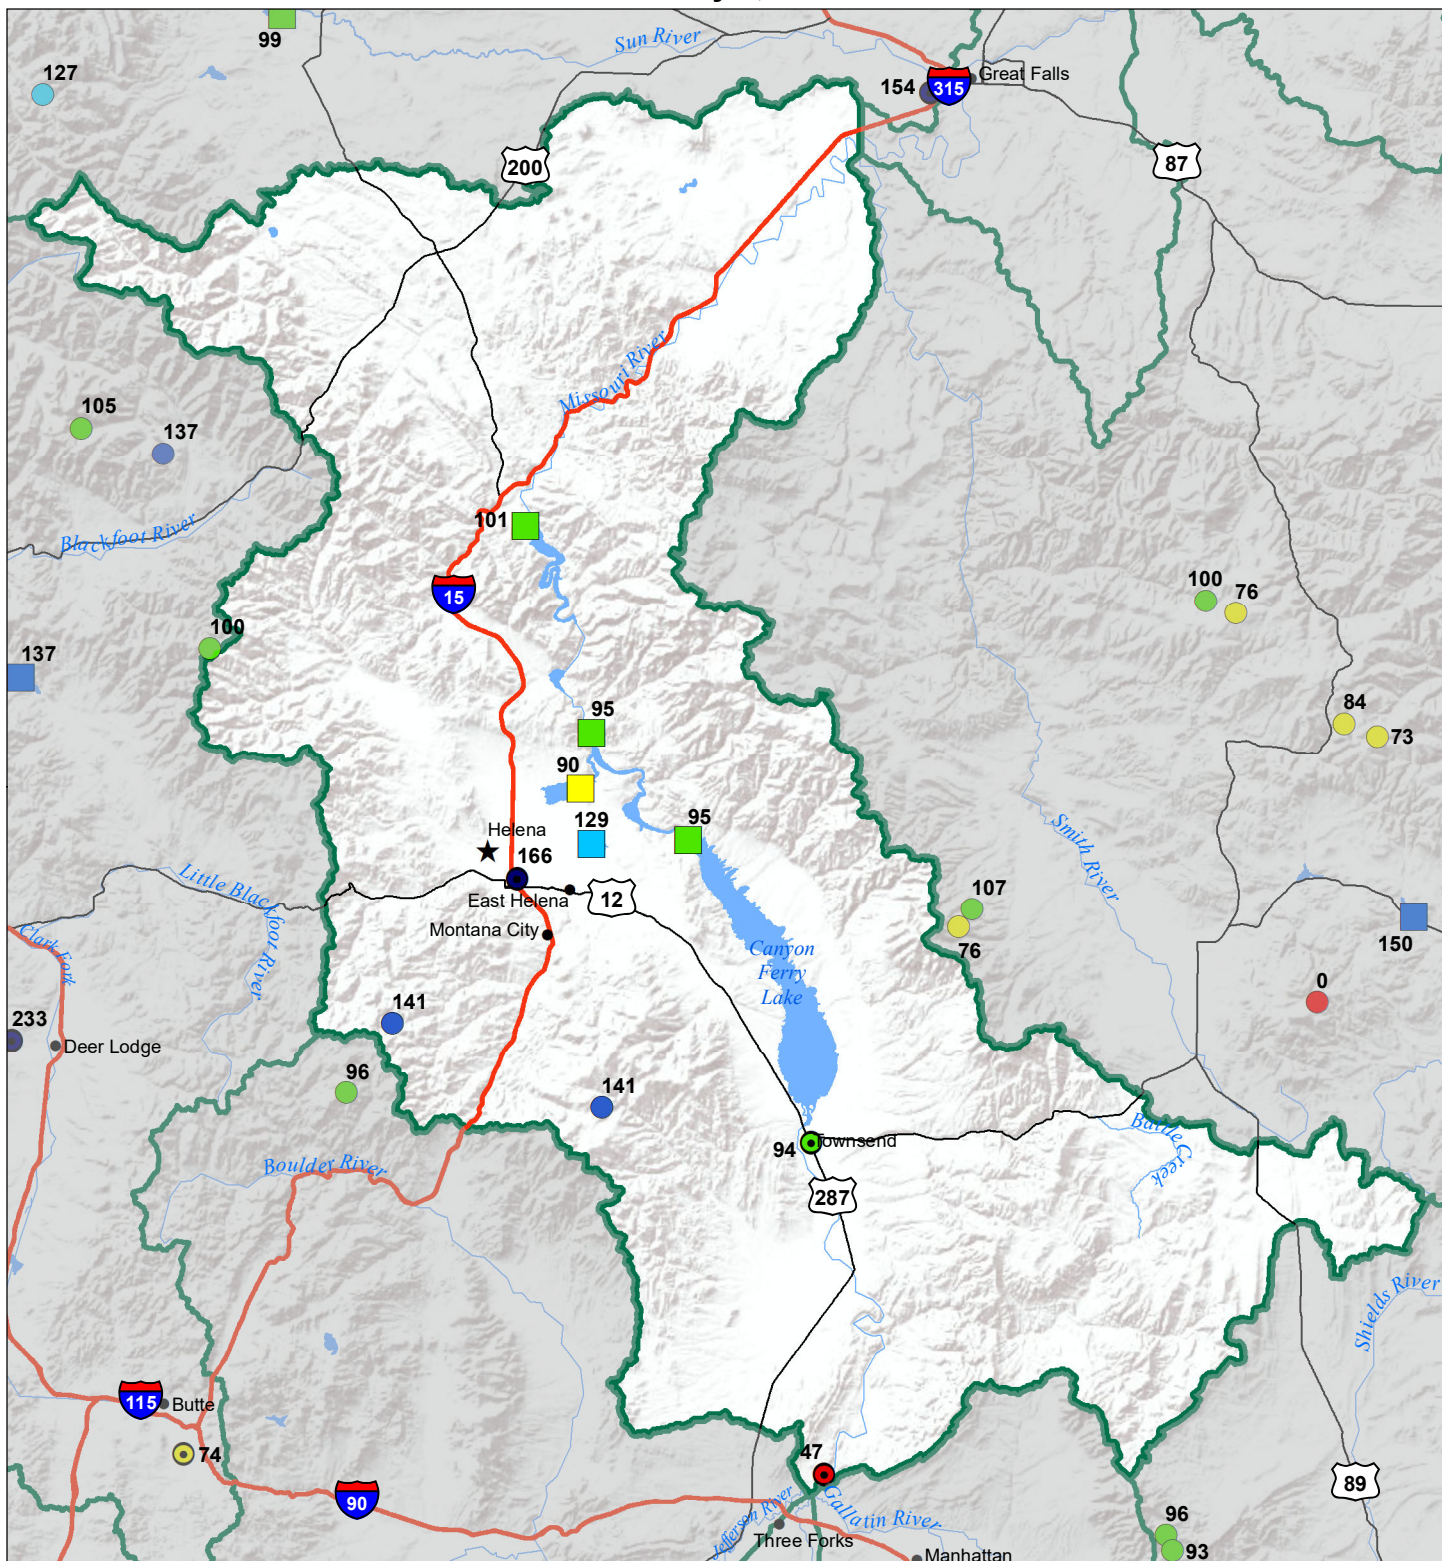 99
Sun River
127
154
315
Great Falls
200
87
Missouri River
105
137
Blackfoot River
101
15
100
76
100
137
84
73
95
90
129
95
Helena
166
Smith River
Little Blackfoot River
East Helena
12
107
Montana City
76
Clark Fork
Canyon
Ferry
Lake
150
0
141
233
Deer Lodge
96
141
Battle Creek
94
Townsend
Boulder River
287
Shields River
115
Butte
74
47
90
89
Jefferson River
Gallatin River
Three Forks
96
93
Manhattan